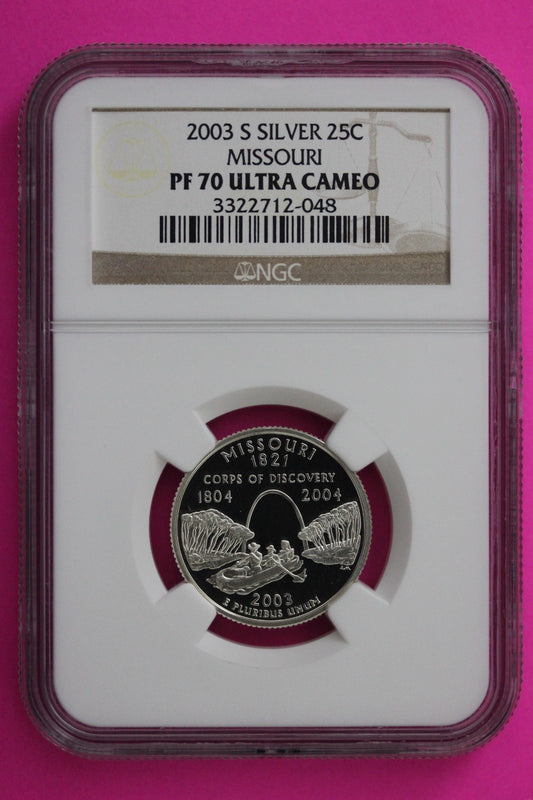 2003 S SILVER 25C
MISSOURI
PF 70 ULTRA CAMEO
3322712-048
NGC
MISSOURI
1821
CORPS OF DISCOVERY
1804 2004
2003
E PLURIBUS UNUM